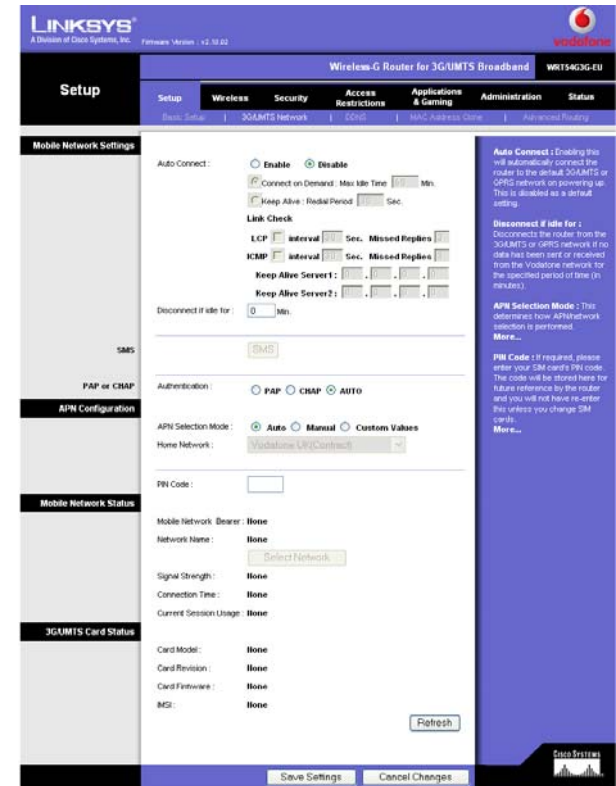 LINKSYS®
A Division of Cisco Systems, Inc.
Firmware Version : v2.10.02
vodafone
Wireless-G Router for 3G/UMTS Broadband WRT54G3G-EU
Setup
Setup Wireless Security Access Restrictions Applications & Gaming Administration Status
Basic Setup | 3G/UMTS Network | DDNS | MAC Address Clone | Advanced Routing
Mobile Network Settings
Auto Connect : Enable Disable
Connect on Demand : Max Idle Time Min.
Keep Alive : Redial Period Sec.
Link Check
LCP interval Sec. Missed Replies
ICMP interval Sec. Missed Replies
Keep Alive Server1 : . . .
Keep Alive Server2 : . . .
Disconnect if idle for : 0 Min.
SMS
SMS
PAP or CHAP
Authentication : PAP CHAP AUTO
APN Configuration
APN Selection Mode : Auto Manual Custom Values
Home Network : Vodafone UK(Contract)
PIN Code :
Mobile Network Status
Mobile Network Bearer : None
Network Name : None
Select Network
Signal Strength : None
Connection Time : None
Current Session Usage : None
3G/UMTS Card Status
Card Model : None
Card Revision : None
Card Firmware : None
IMSI : None
Refresh
Auto Connect : Enabling this
will automatically connect the
router to the default 3G/UMTS or
GPRS network on powering up.
This is disabled as a default
setting.
Disconnect if idle for :
Disconnects the router from the
3G/UMTS or GPRS network if no
data has been sent or received
from the Vodafone network for
the specified period of time (in
minutes).
APN Selection Mode : This
determines how APN/network
selection is performed.
More...
PIN Code : If required, please
enter your SIM card's PIN code.
The code will be stored here for
future reference by the router
and you will not have re-enter
this unless you change SIM
cards.
More...
Save Settings Cancel Changes
CISCO SYSTEMS